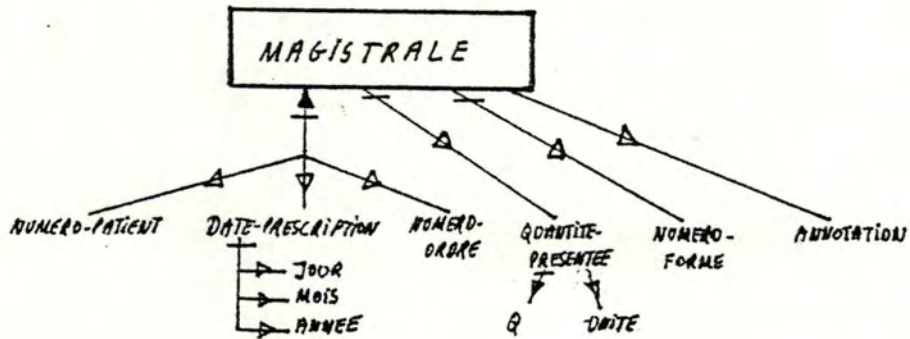 MAGISTRALE
NUMERO-PATIENT
DATE-PRESCRIPTION
JOUR
MOIS
ANNEE
NUMERO-
ORDRE
QUANTITE-
PRESENTEE
Q
UNITE
NUMERO-
FORME
ANNOTATION